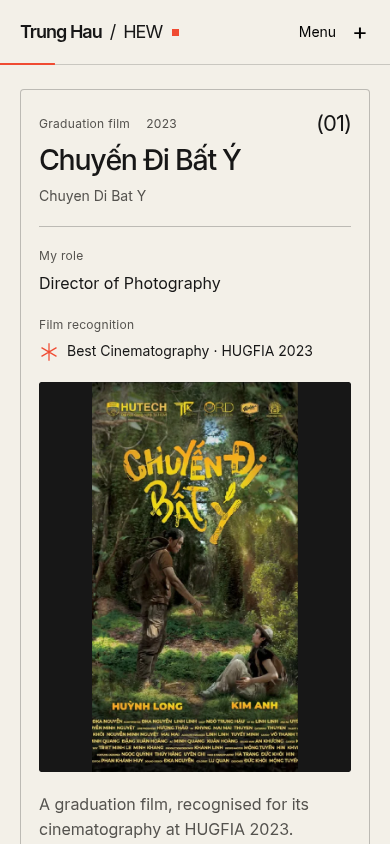 Trung Hau / HEW
Menu +
Graduation film 2023
(01)
Chuyến Đi Bất Ý
Chuyen Di Bat Y
My role
Director of Photography
Film recognition
Best Cinematography · HUGFIA 2023
HUTECH
CHUYẾN ĐI
BẤT Ý
HUỲNH LONG
KIM ANH
A graduation film, recognised for its
cinematography at HUGFIA 2023.